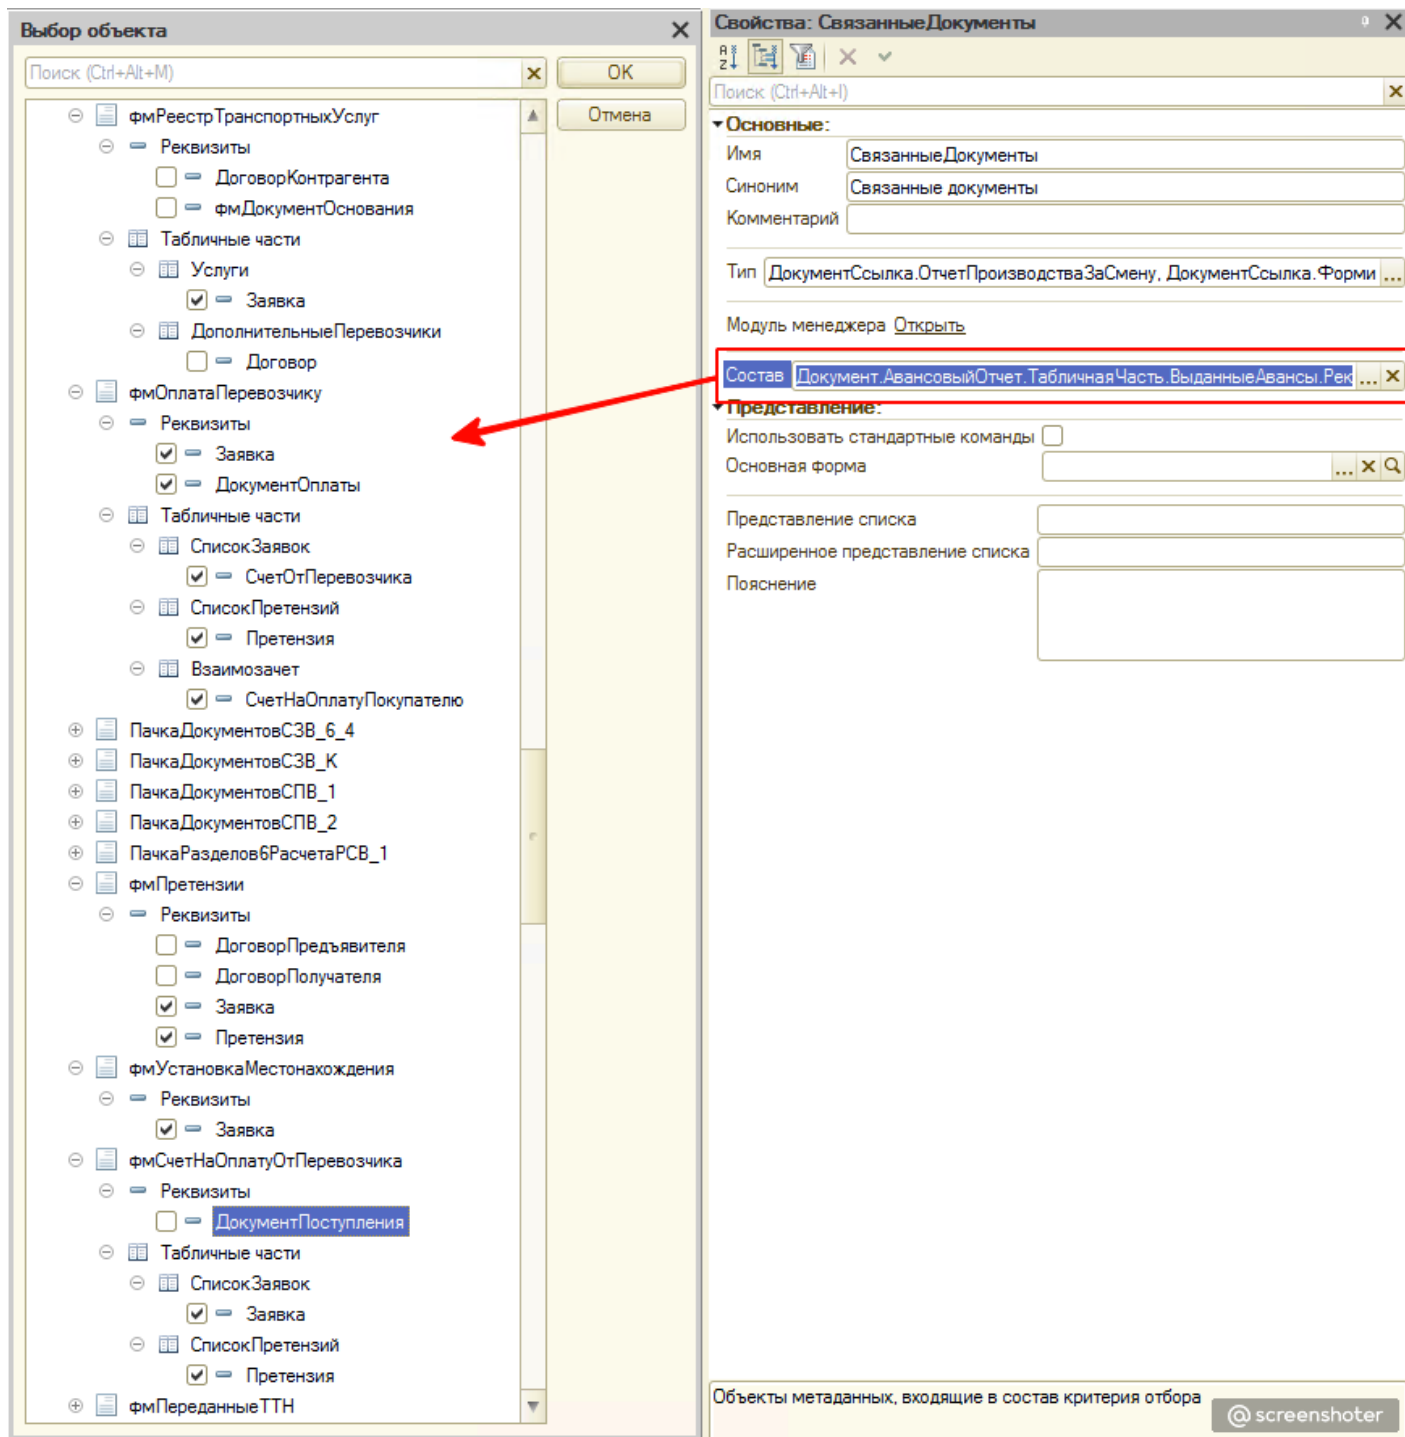 Выбор объекта
Поиск (Ctrl+Alt+M)
OK
Отмена
фмРеестрТранспортныхУслуг
Реквизиты
ДоговорКонтрагента
фмДокументОснования
Табличные части
Услуги
Заявка
ДополнительныеПеревозчики
Договор
фмОплатаПеревозчику
Реквизиты
Заявка
ДокументОплаты
Табличные части
СписокЗаявок
СчетОтПеревозчика
СписокПретензий
Претензия
Взаимозачет
СчетНаОплатуПокупателю
ПачкаДокументовСЗВ_6_4
ПачкаДокументовСЗВ_К
ПачкаДокументовСПВ_1
ПачкаДокументовСПВ_2
ПачкаРазделов6РасчетаРСВ_1
фмПретензии
Реквизиты
ДоговорПредъявителя
ДоговорПолучателя
Заявка
Претензия
фмУстановкаМестонахождения
Реквизиты
Заявка
фмСчетНаОплатуОтПеревозчика
Реквизиты
ДокументПоступления
Табличные части
СписокЗаявок
Заявка
СписокПретензий
Претензия
фмПереданныеТТН
Свойства: СвязанныеДокументы
Поиск (Ctrl+Alt+I)
Основные:
Имя СвязанныеДокументы
Синоним Связанные документы
Комментарий
Тип ДокументСсылка.ОтчетПроизводстваЗаСмену, ДокументСсылка.Форми ...
Модуль менеджера Открыть
Состав Документ.АвансовыйОтчет.ТабличнаяЧасть.ВыданныеАвансы.Рек ...
Представление:
Использовать стандартные команды
Основная форма ...
Представление списка
Расширенное представление списка
Пояснение
Объекты метаданных, входящие в состав критерия отбора
@ screenshoter